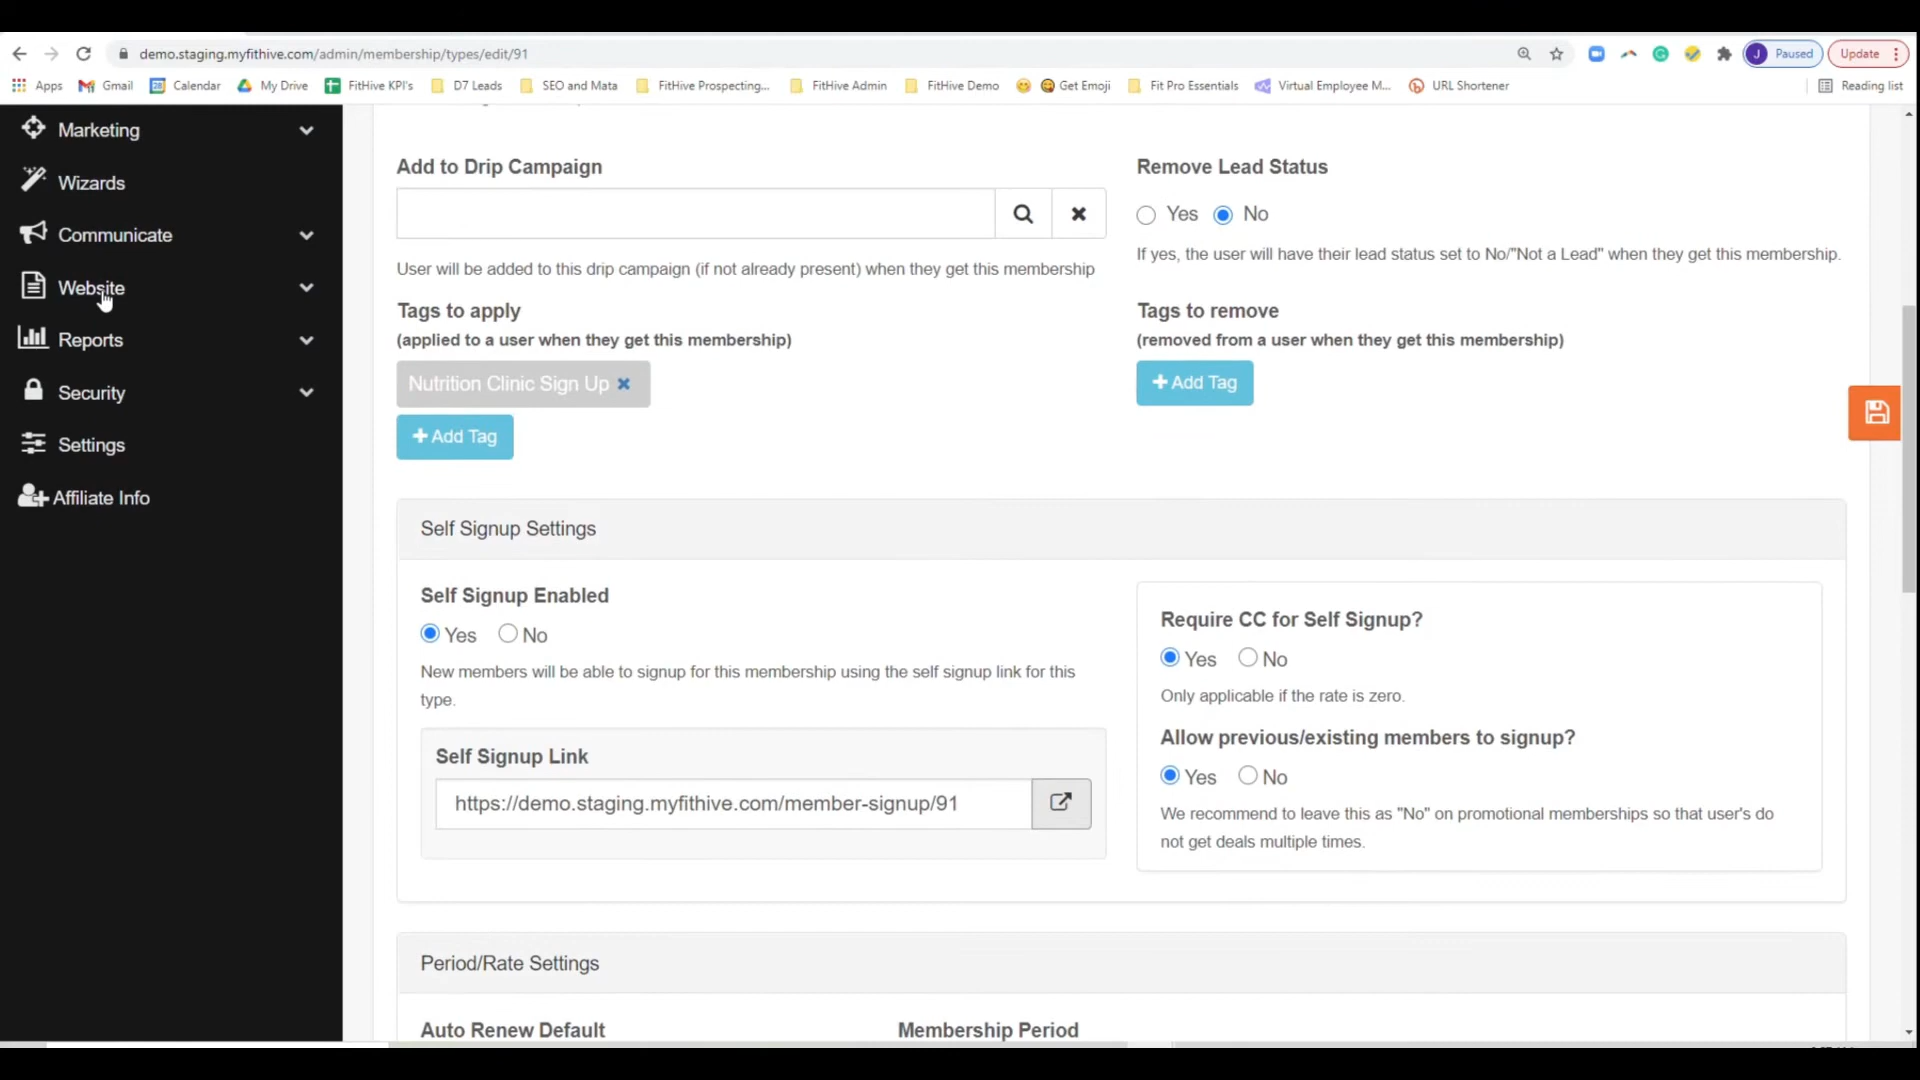 demo.staging.myfithive.com/admin/membership/types/edit/91
J Paused
Update
Apps
Gmail
Calendar
My Drive
FitHive KPI's
D7 Leads
SEO and Mata
FitHive Prospecting...
FitHive Admin
FitHive Demo
Get Emoji
Fit Pro Essentials
Virtual Employee M...
URL Shortener
Reading list
Marketing
Wizards
Communicate
Website
Reports
Security
Settings
Affiliate Info
Add to Drip Campaign
User will be added to this drip campaign (if not already present) when they get this membership
Remove Lead Status
Yes No
If yes, the user will have their lead status set to No/"Not a Lead" when they get this membership.
Tags to apply
(applied to a user when they get this membership)
Nutrition Clinic Sign Up
Add Tag
Tags to remove
(removed from a user when they get this membership)
Add Tag
Self Signup Settings
Self Signup Enabled
Yes No
New members will be able to signup for this membership using the self signup link for this
type.
Self Signup Link
https://demo.staging.myfithive.com/member-signup/91
Require CC for Self Signup?
Yes No
Only applicable if the rate is zero.
Allow previous/existing members to signup?
Yes No
We recommend to leave this as "No" on promotional memberships so that user's do
not get deals multiple times.
Period/Rate Settings
Auto Renew Default
Membership Period